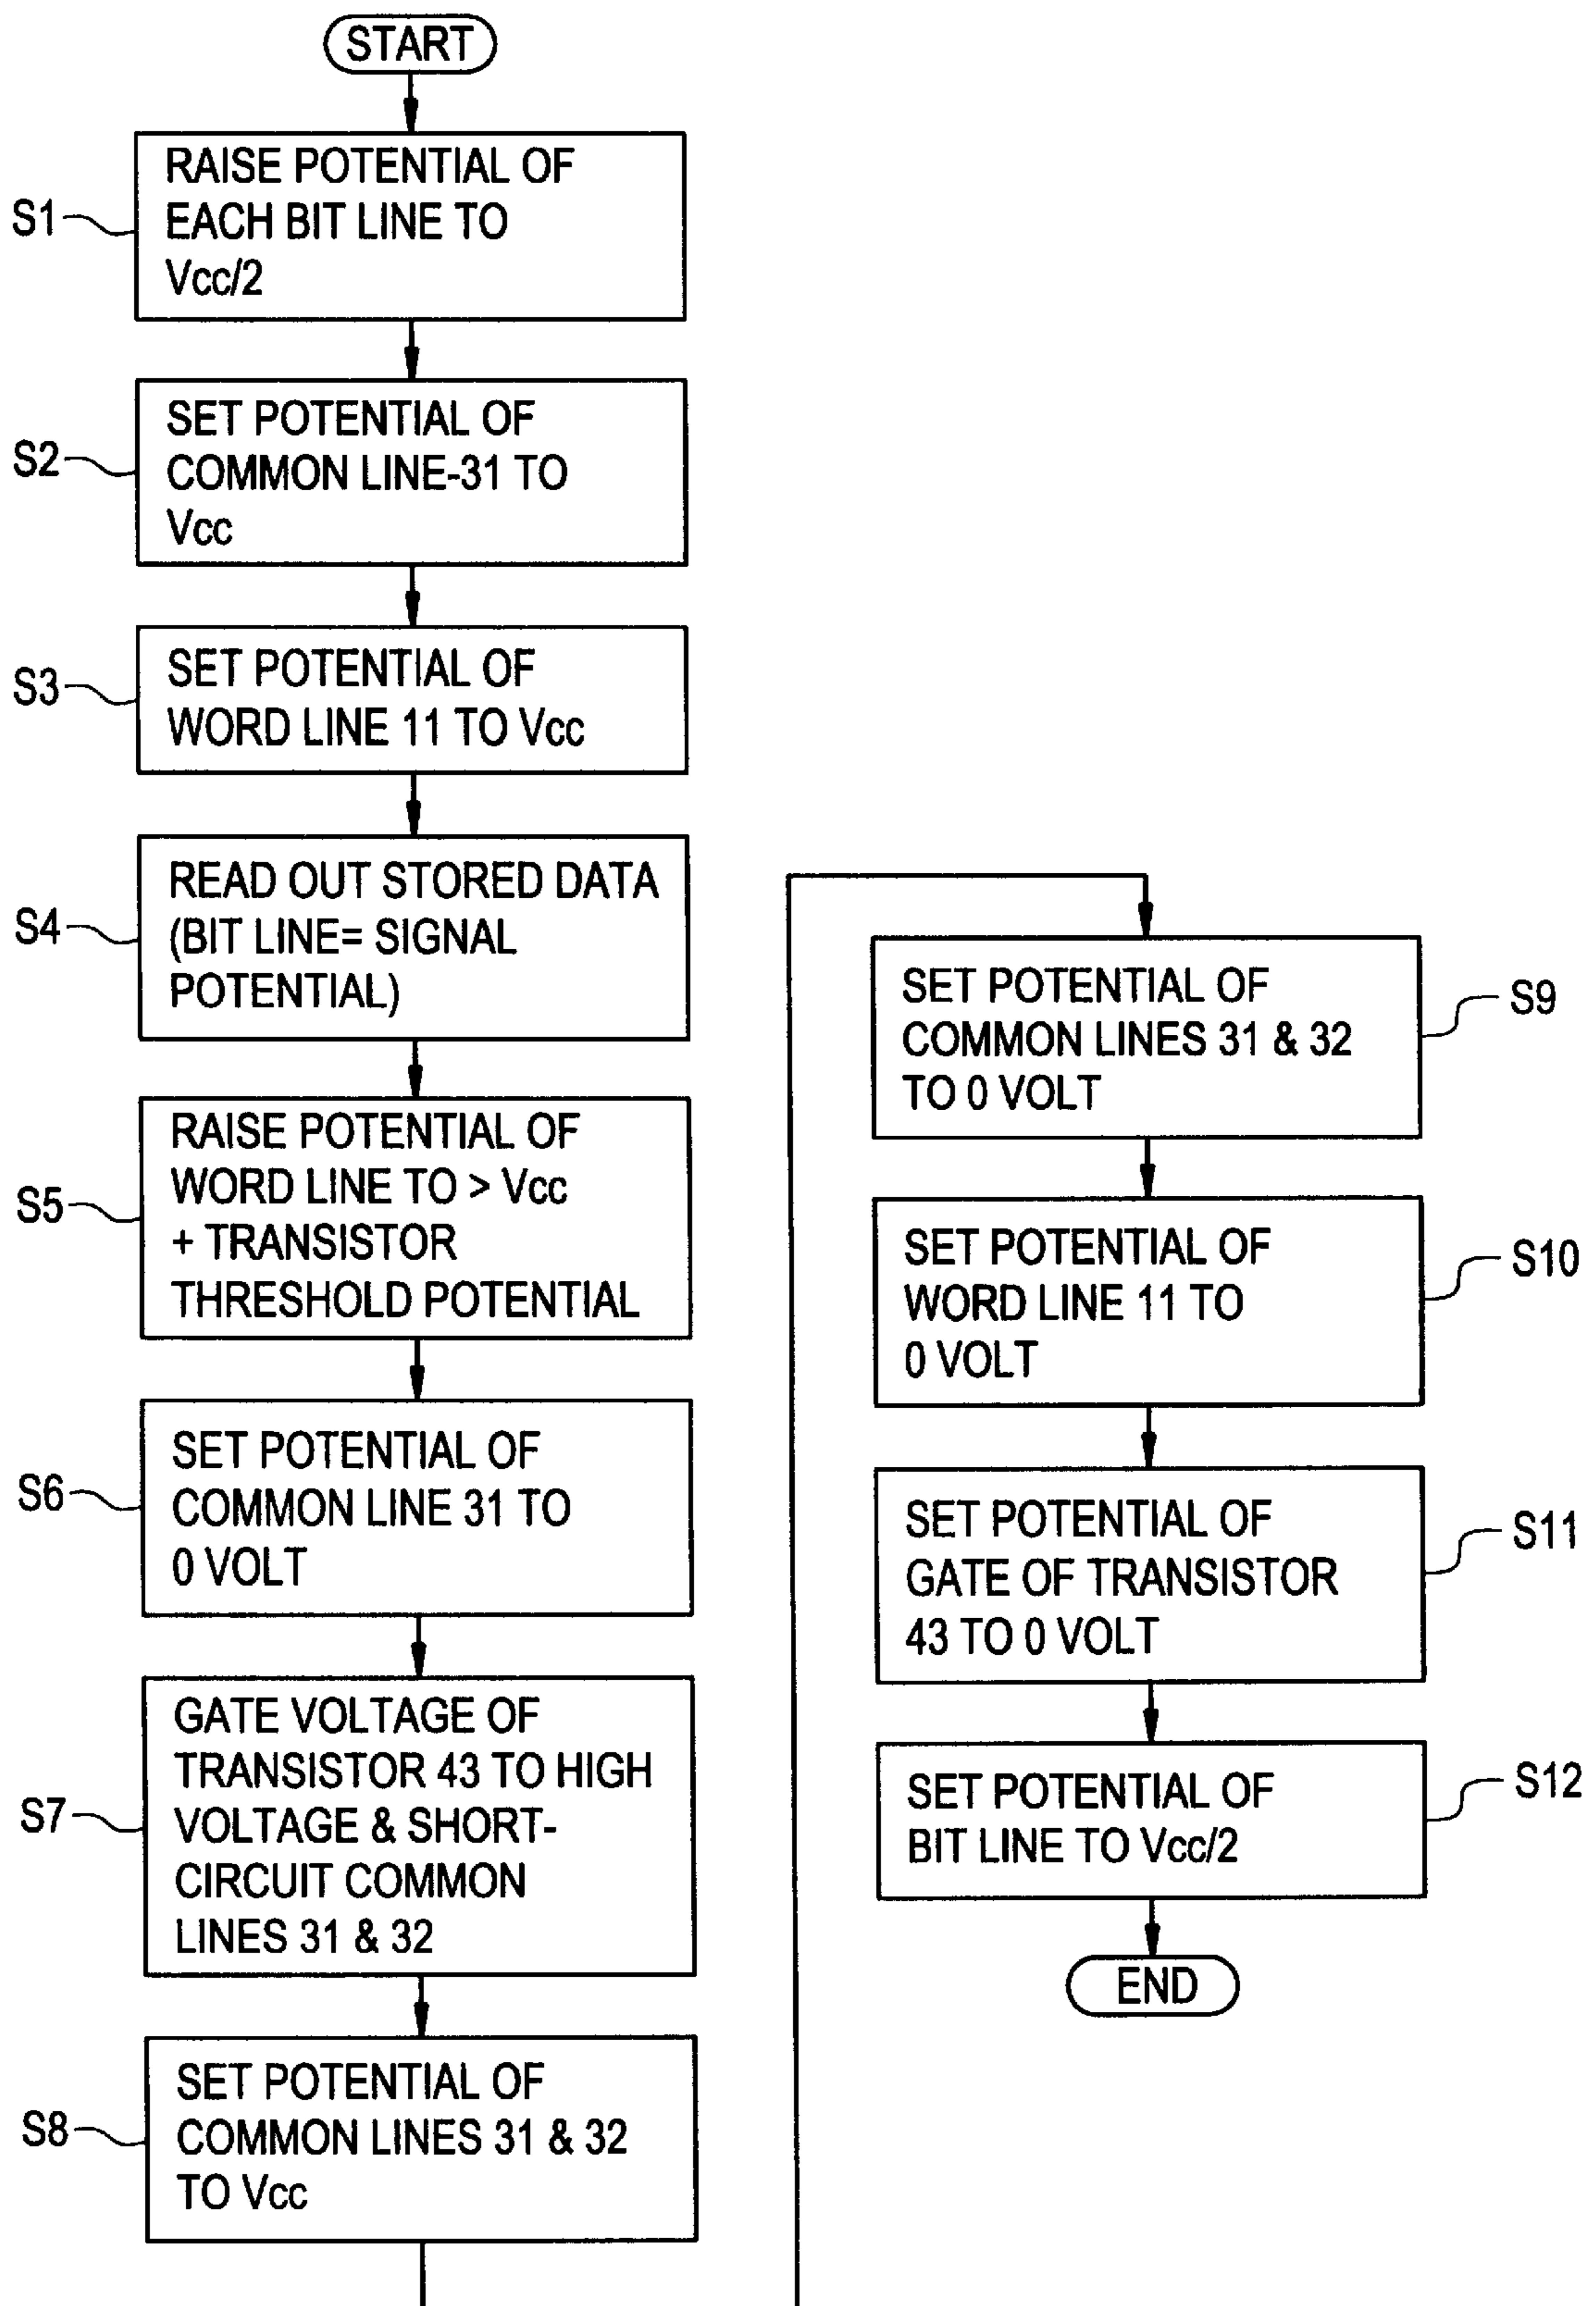 START
S1
RAISE POTENTIAL OF
EACH BIT LINE TO
Vcc/2
S2
SET POTENTIAL OF
COMMON LINE-31 TO
Vcc
S3
SET POTENTIAL OF
WORD LINE 11 TO Vcc
S4
READ OUT STORED DATA
(BIT LINE= SIGNAL
POTENTIAL)
S5
RAISE POTENTIAL OF
WORD LINE TO > Vcc
+ TRANSISTOR
THRESHOLD POTENTIAL
S6
SET POTENTIAL OF
COMMON LINE 31 TO
0 VOLT
S7
GATE VOLTAGE OF
TRANSISTOR 43 TO HIGH
VOLTAGE & SHORT-
CIRCUIT COMMON
LINES 31 & 32
S8
SET POTENTIAL OF
COMMON LINES 31 & 32
TO Vcc
SET POTENTIAL OF
COMMON LINES 31 & 32
TO 0 VOLT
S9
SET POTENTIAL OF
WORD LINE 11 TO
0 VOLT
S10
SET POTENTIAL OF
GATE OF TRANSISTOR
43 TO 0 VOLT
S11
SET POTENTIAL OF
BIT LINE TO Vcc/2
S12
END